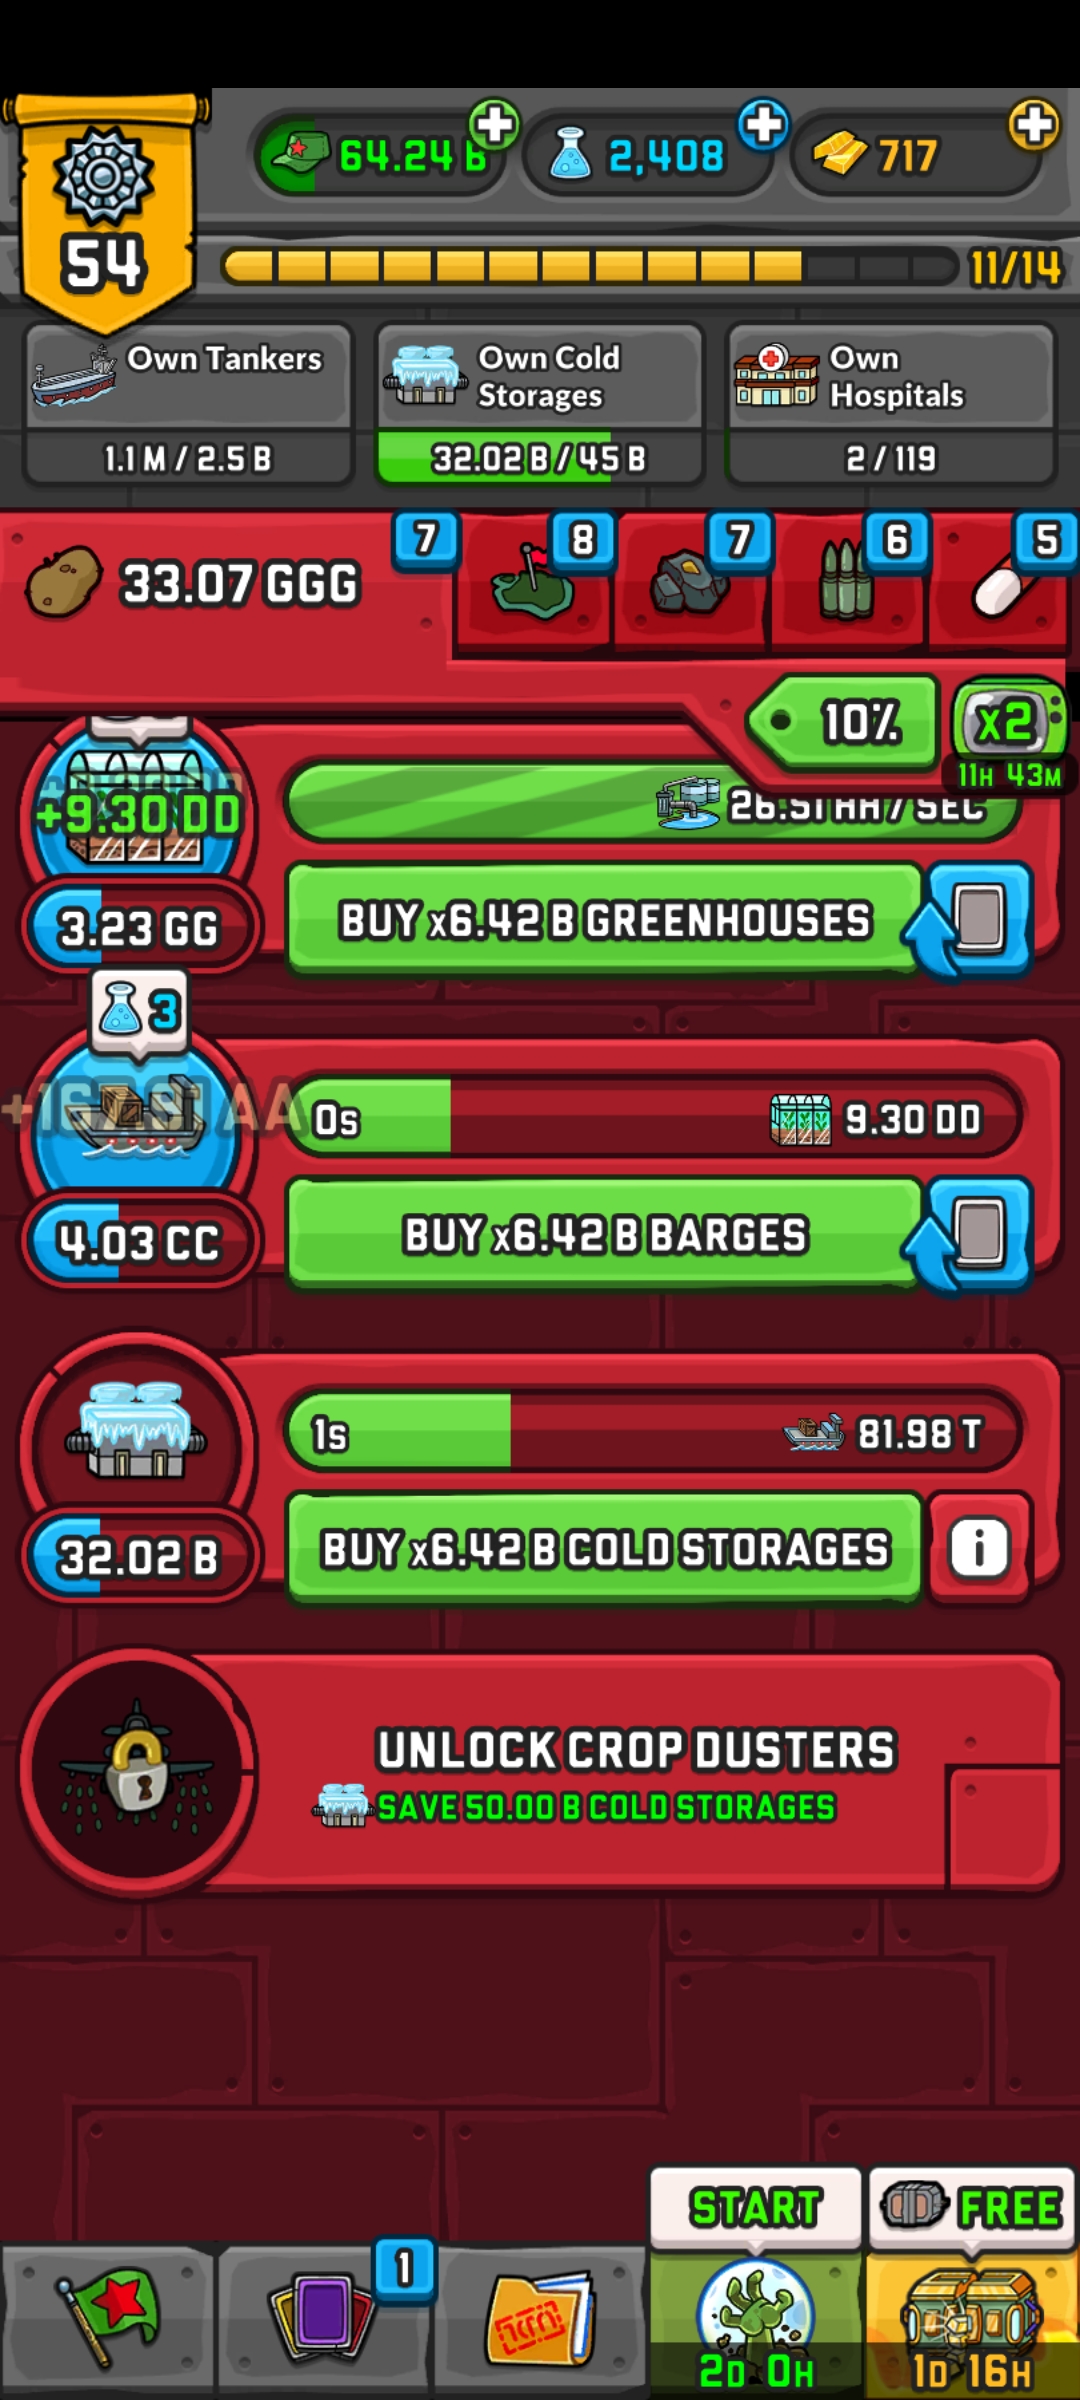 64.24 B
2,408
717
54
11/14
Own Tankers
1.1 M / 2.5 B
Own Cold
Storages
32.02 B / 45 B
Own
Hospitals
2 / 119
33.07 GGG
7
8
7
6
5
10%
x2
11H 43M
+9.30 DD
26.51 HH / SEC
3.23 GG
BUY x6.42 B GREENHOUSES
3
0s
9.30 DD
4.03 CC
BUY x6.42 B BARGES
1s
81.98 T
32.02 B
BUY x6.42 B COLD STORAGES
i
UNLOCK CROP DUSTERS
SAVE 50.00 B COLD STORAGES
START
FREE
1
2D 0H
1D 16H